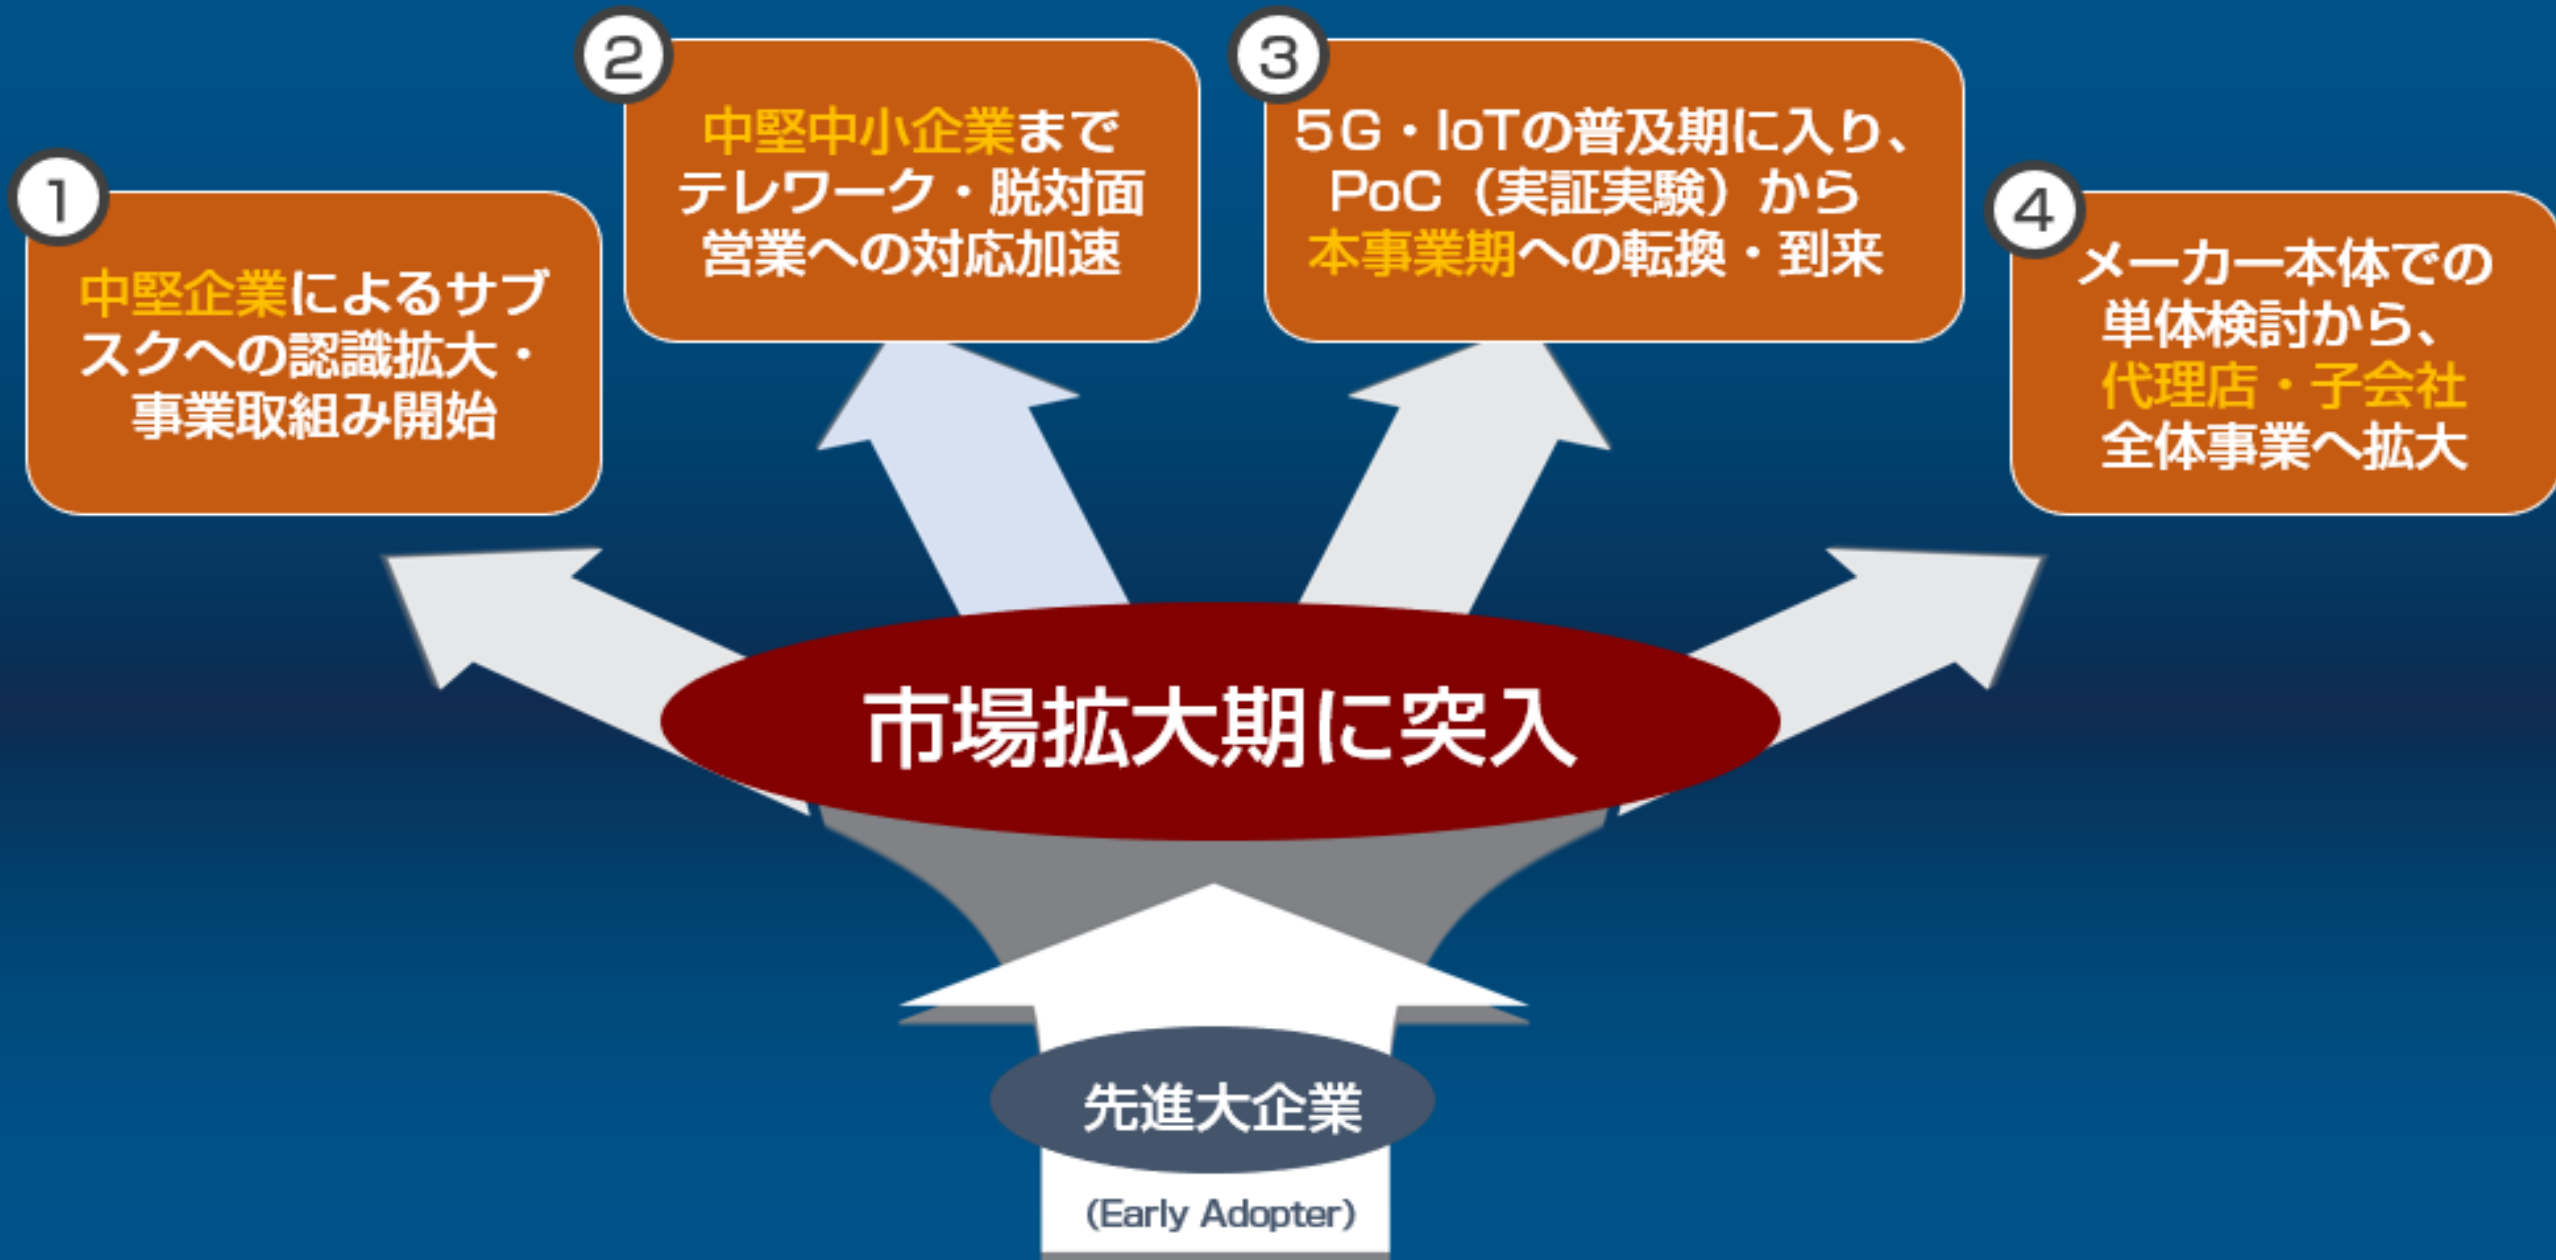 ①
中堅企業によるサブ
スクへの認識拡大・
事業取組み開始
②
中堅中小企業まで
テレワーク・脱対面
営業への対応加速
③
5G・IoTの普及期に入り、
PoC（実証実験）から
本事業期への転換・到来
④
メーカー本体での
単体検討から、
代理店・子会社
全体事業へ拡大
市場拡大期に突入
先進大企業
(Early Adopter)